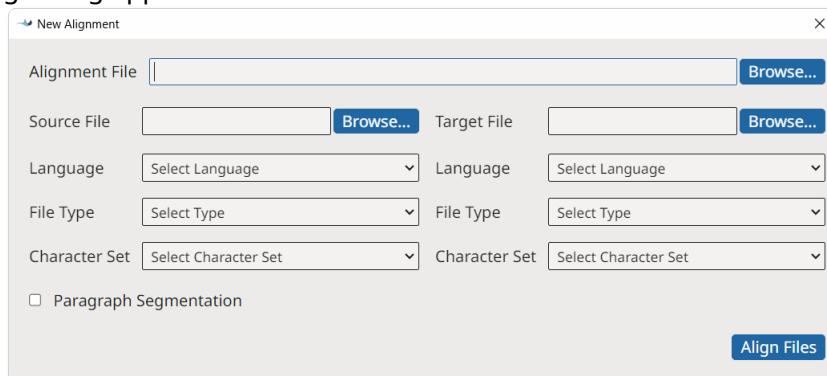 New Alignment
Alignment File Browse...
Source File Browse... Target File Browse...
Language Select Language Language Select Language
File Type Select Type File Type Select Type
Character Set Select Character Set Character Set Select Character Set
Paragraph Segmentation
Align Files